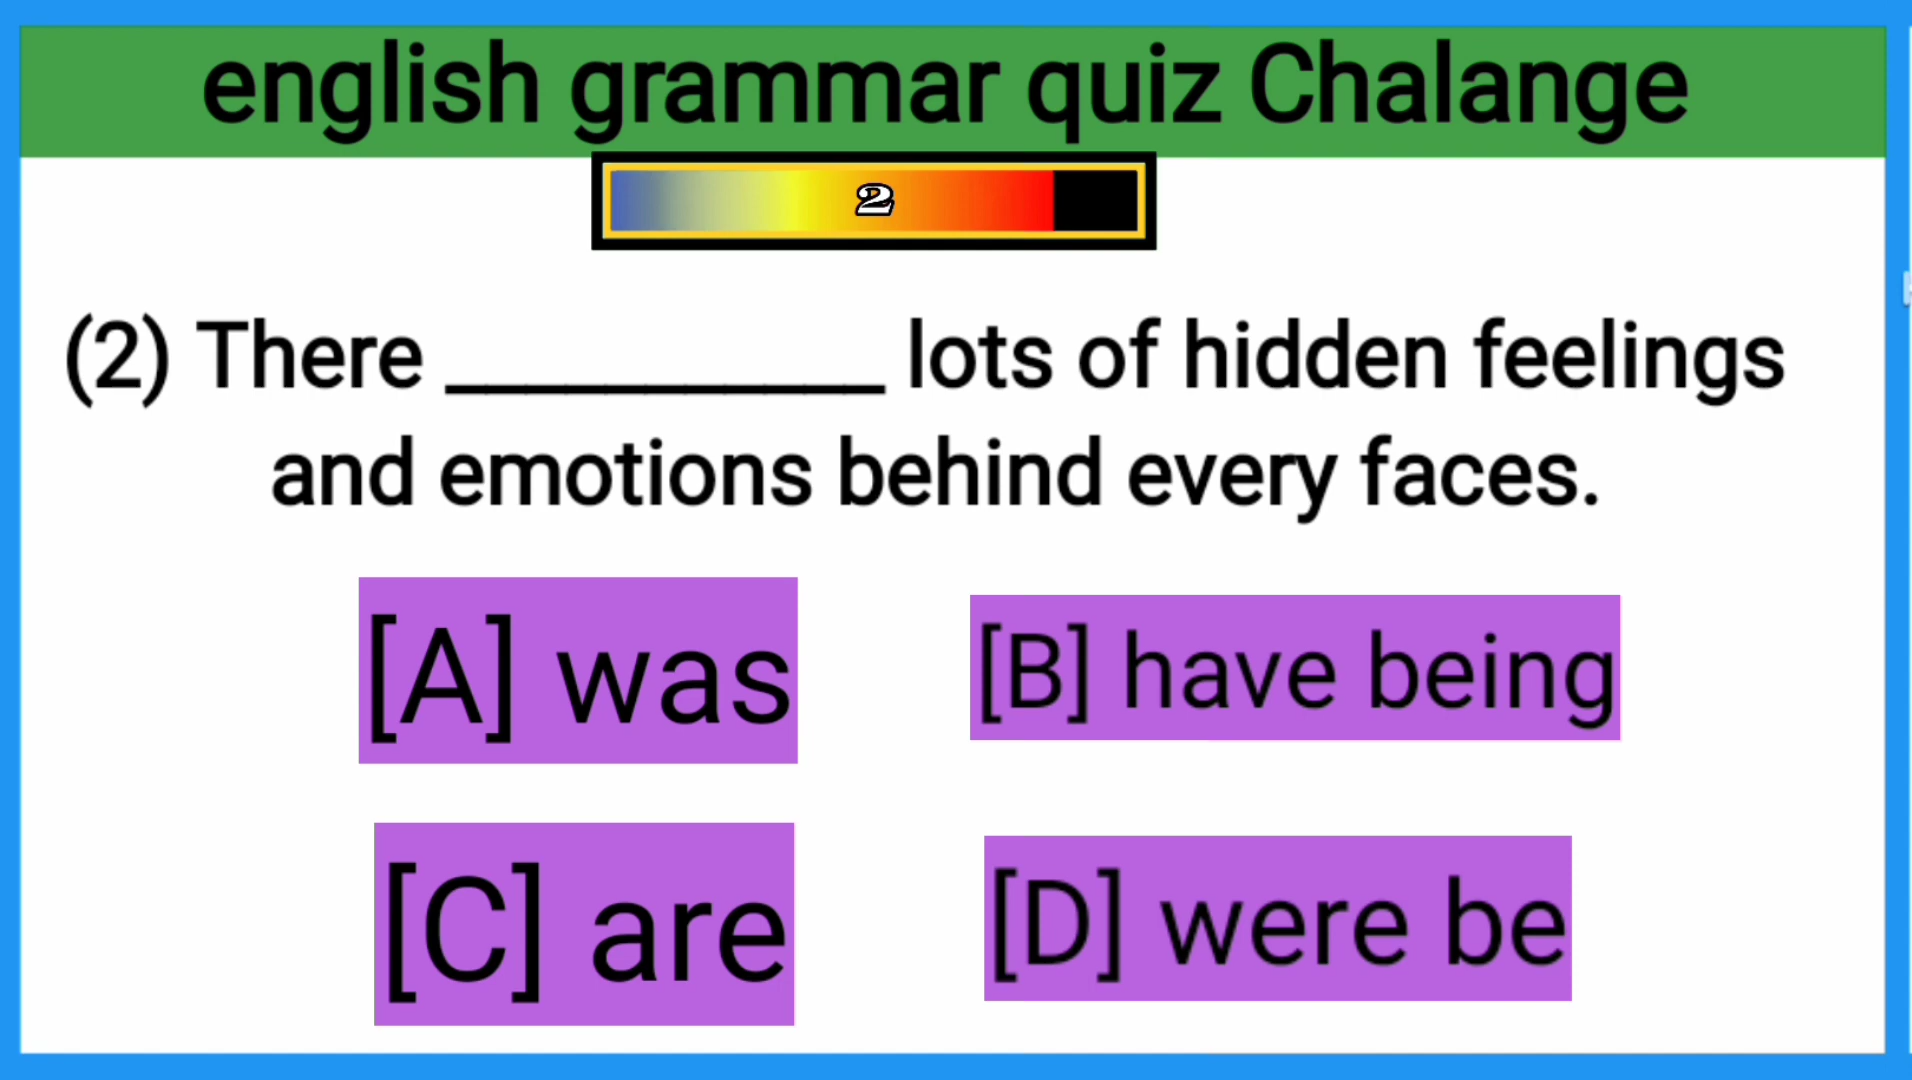 english grammar quiz Chalange
2
(2) There ___________ lots of hidden feelings
and emotions behind every faces.
[A] was
[B] have being
[C] are
[D] were be